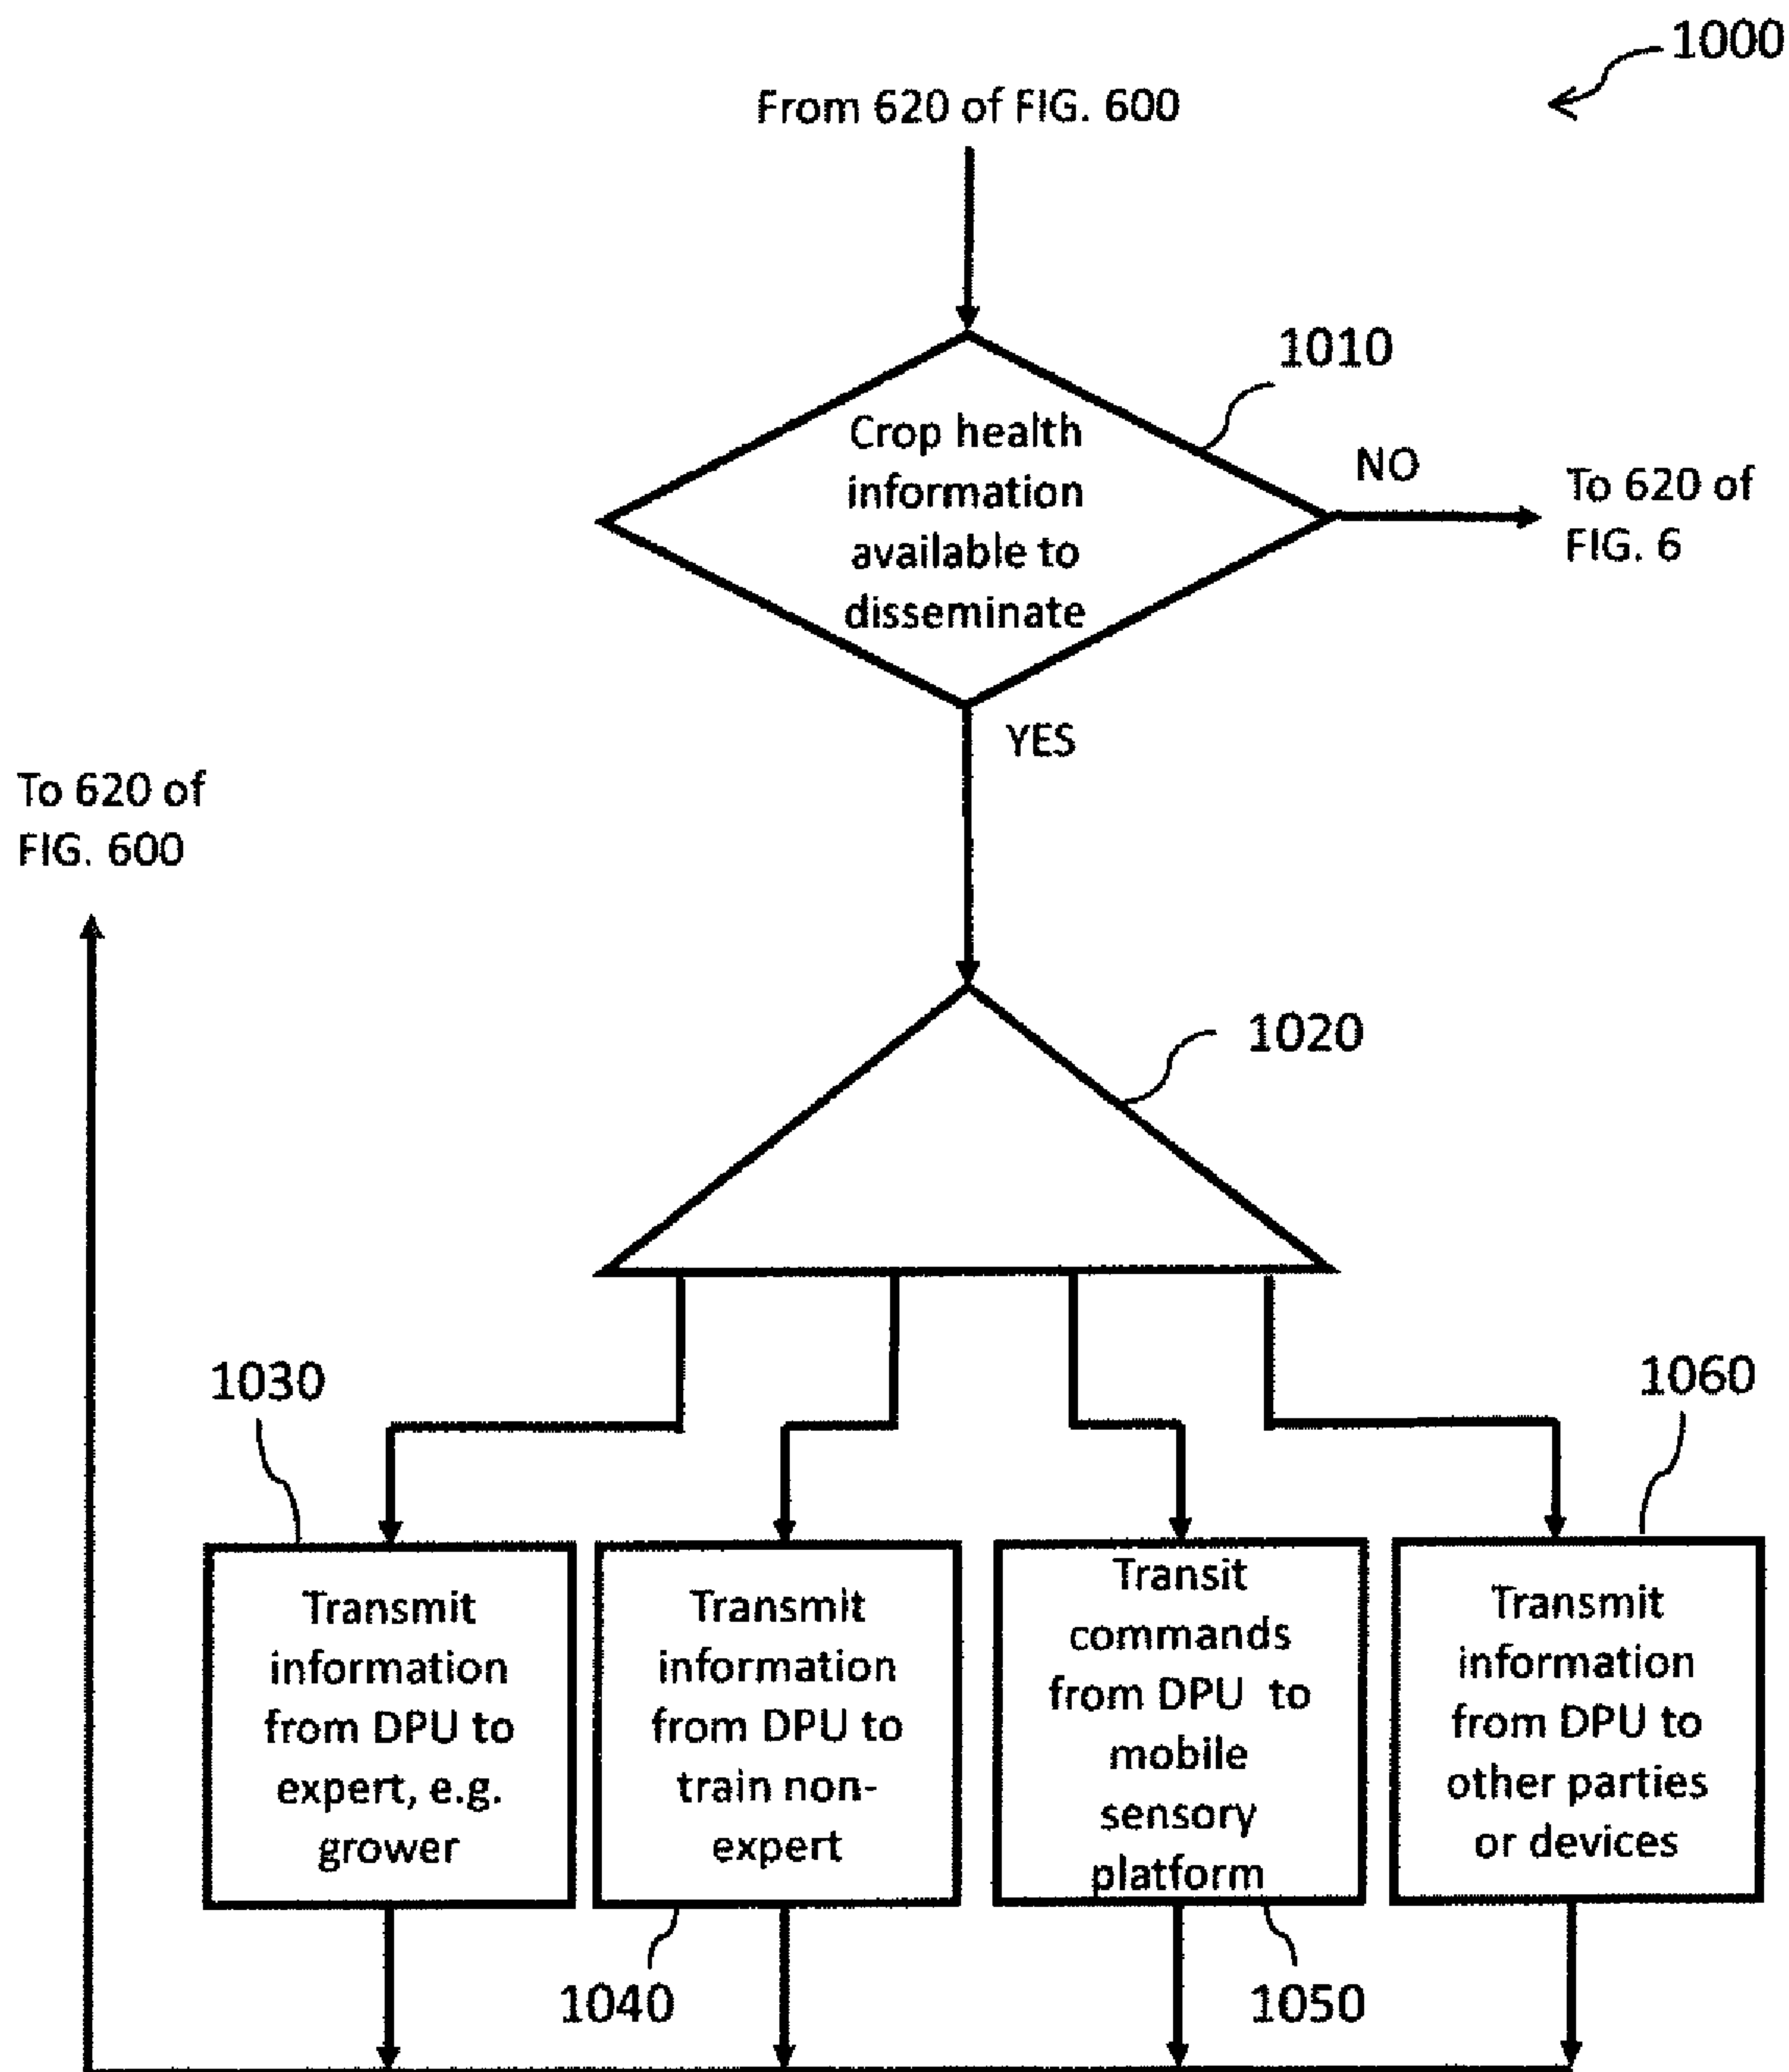 1000
From 620 of FIG. 600
1010
Crop health
information
available to
disseminate
NO
To 620 of
FIG. 6
YES
To 620 of
FIG. 600
1020
1030
1060
Transmit
information
from DPU to
expert, e.g.
grower
Transmit
information
from DPU to
train non-
expert
Transit
commands
from DPU to
mobile
sensory
platform
Transmit
information
from DPU to
other parties
or devices
1040
1050